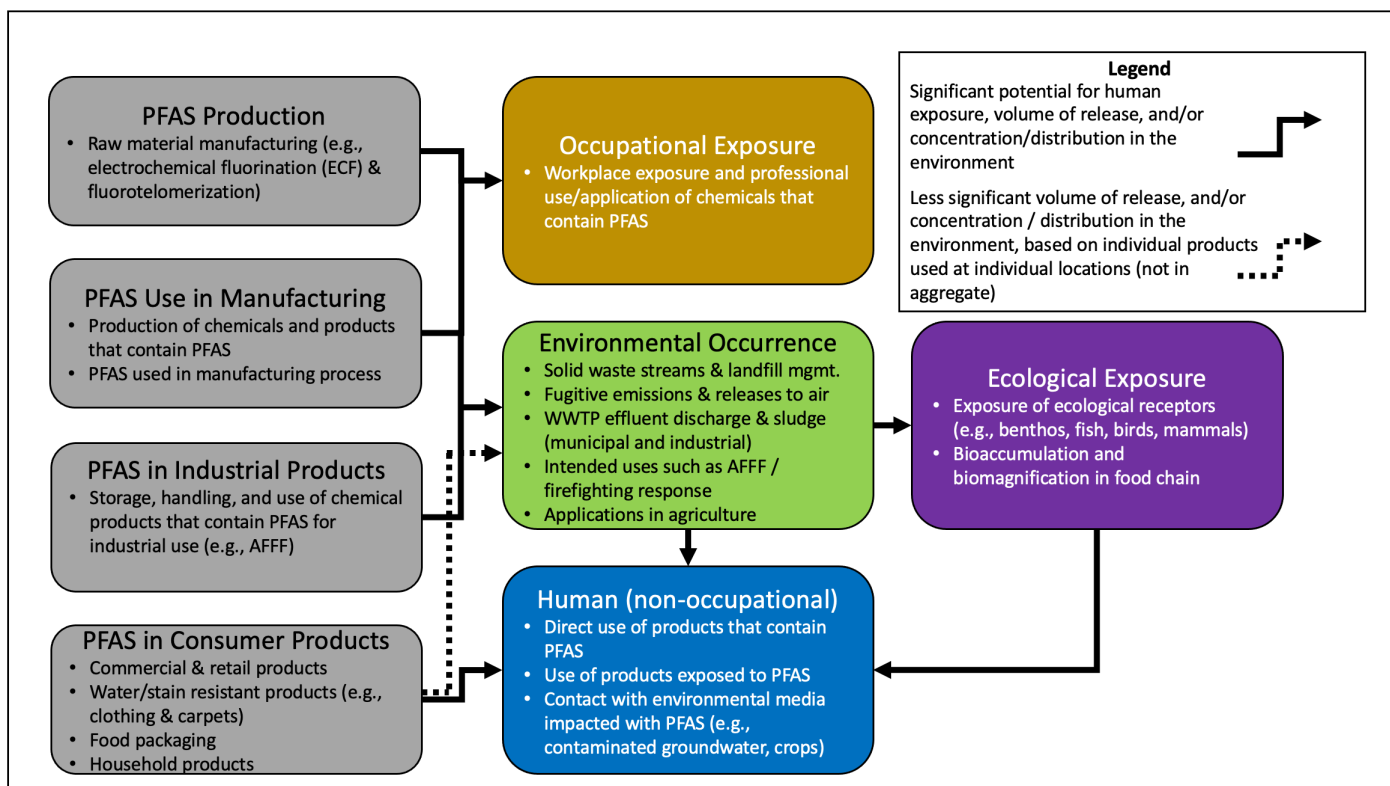 PFAS Production
• Raw material manufacturing (e.g.,
electrochemical fluorination (ECF) &
fluorotelomerization)
PFAS Use in Manufacturing
• Production of chemicals and products
that contain PFAS
• PFAS used in manufacturing process
PFAS in Industrial Products
• Storage, handling, and use of chemical
products that contain PFAS for
industrial use (e.g., AFFF)
PFAS in Consumer Products
• Commercial & retail products
• Water/stain resistant products (e.g.,
clothing & carpets)
• Food packaging
• Household products
Occupational Exposure
• Workplace exposure and professional
use/application of chemicals that
contain PFAS
Environmental Occurrence
• Solid waste streams & landfill mgmt.
• Fugitive emissions & releases to air
• WWTP effluent discharge & sludge
(municipal and industrial)
• Intended uses such as AFFF /
firefighting response
• Applications in agriculture
Human (non-occupational)
• Direct use of products that contain
PFAS
• Use of products exposed to PFAS
• Contact with environmental media
impacted with PFAS (e.g.,
contaminated groundwater, crops)
Legend
Significant potential for human
exposure, volume of release, and/or
concentration/distribution in the
environment
Less significant volume of release, and/or
concentration / distribution in the
environment, based on individual products
used at individual locations (not in
aggregate)
Ecological Exposure
• Exposure of ecological receptors
(e.g., benthos, fish, birds, mammals)
• Bioaccumulation and
biomagnification in food chain